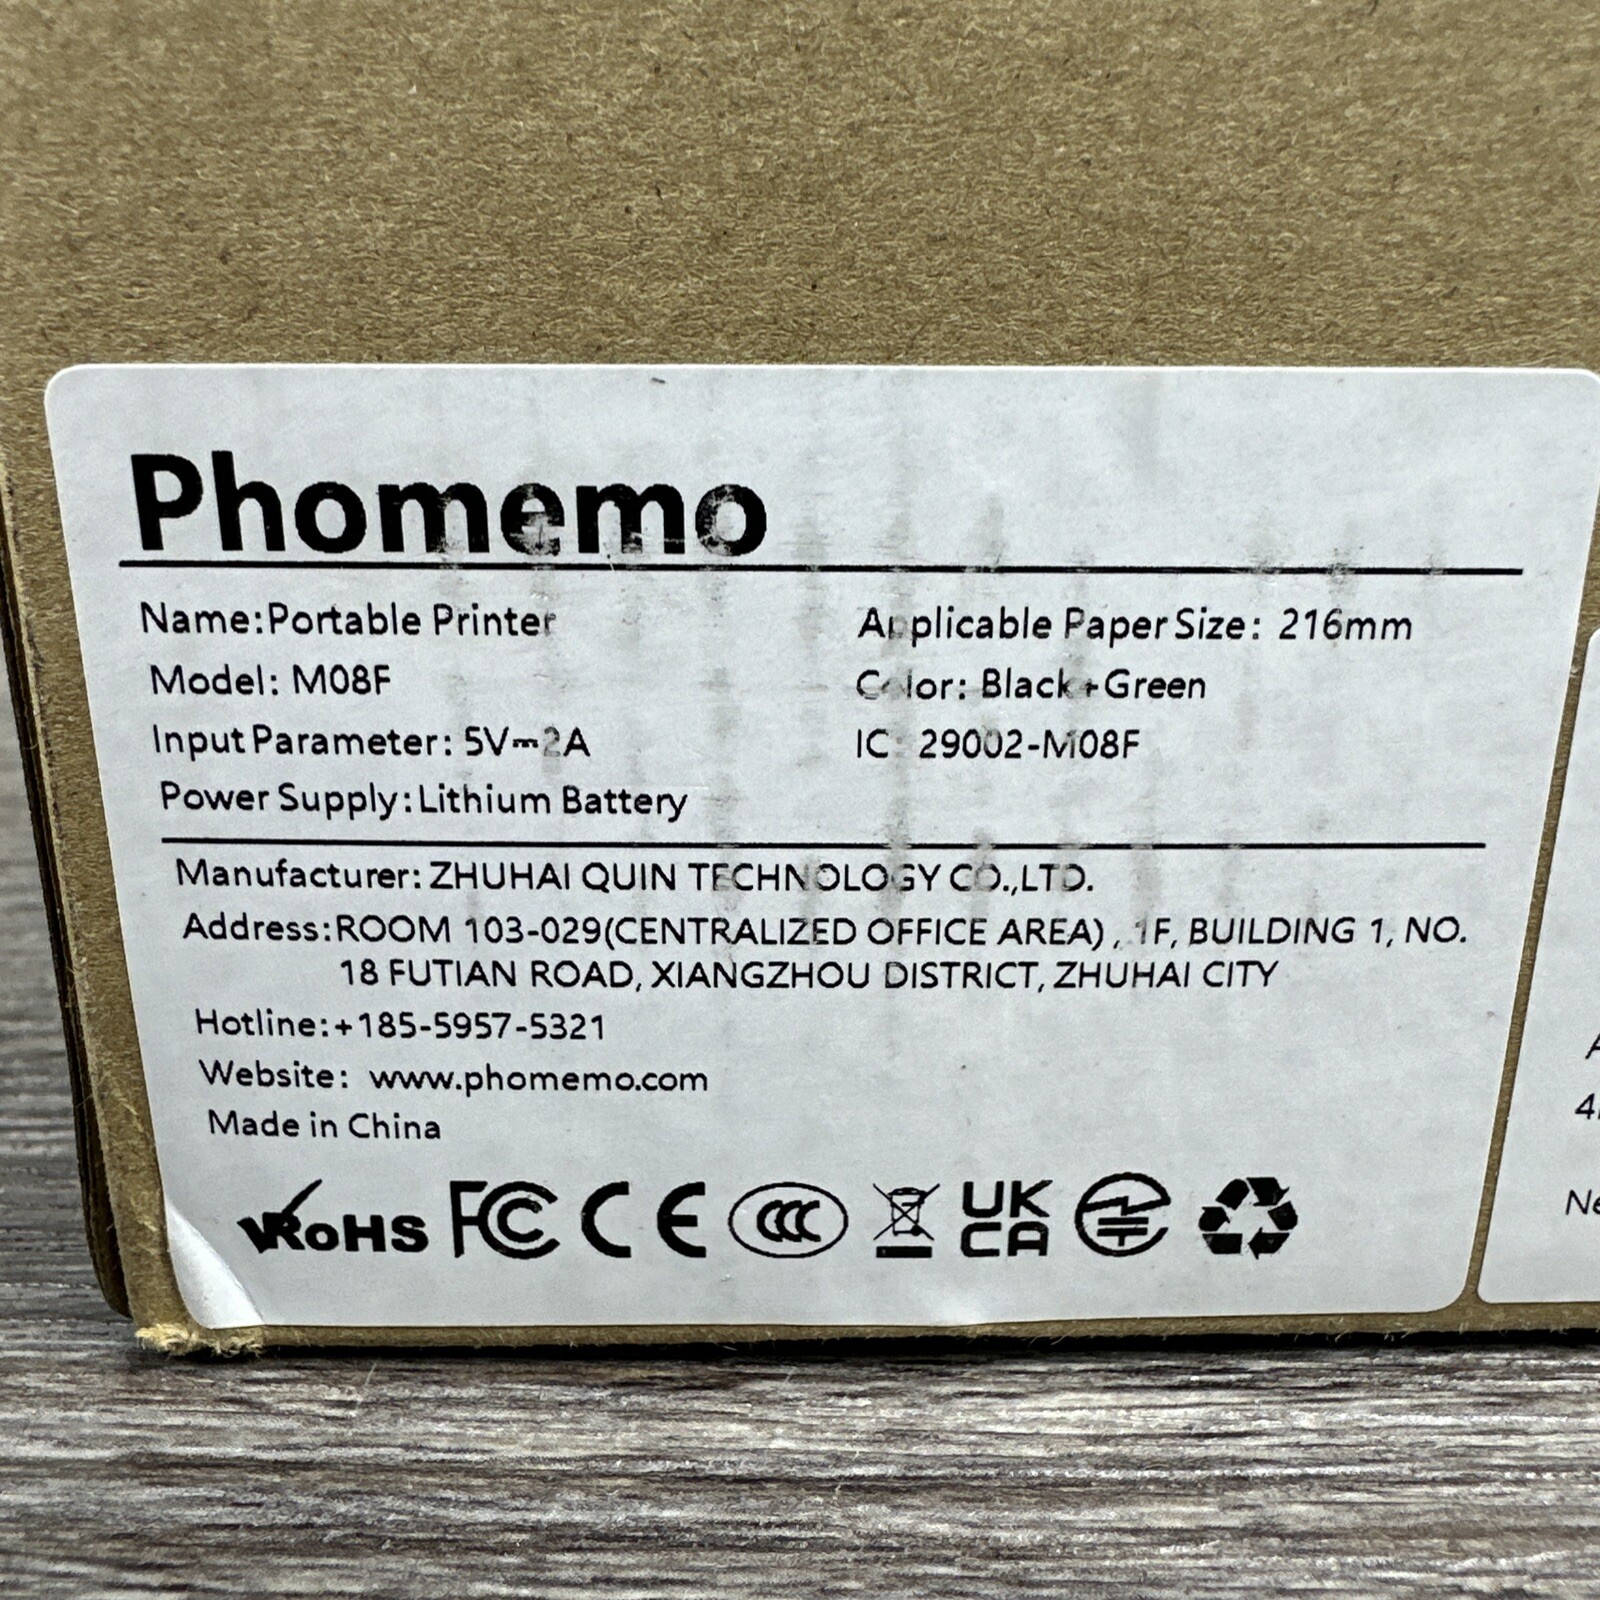 Phomemo
Name:Portable Printer
Applicable Paper Size: 216mm
Model: M08F
Color: Black+Green
Input Parameter: 5V⎓2A
IC: 29002-M08F
Power Supply:Lithium Battery
Manufacturer: ZHUHAI QUIN TECHNOLOGY CO.,LTD.
Address:ROOM 103-029(CENTRALIZED OFFICE AREA) , 1F, BUILDING 1, NO.
18 FUTIAN ROAD, XIANGZHOU DISTRICT, ZHUHAI CITY
Hotline:+185-5957-5321
Website: www.phomemo.com
Made in China
RoHS FC CE CCC UK
CA